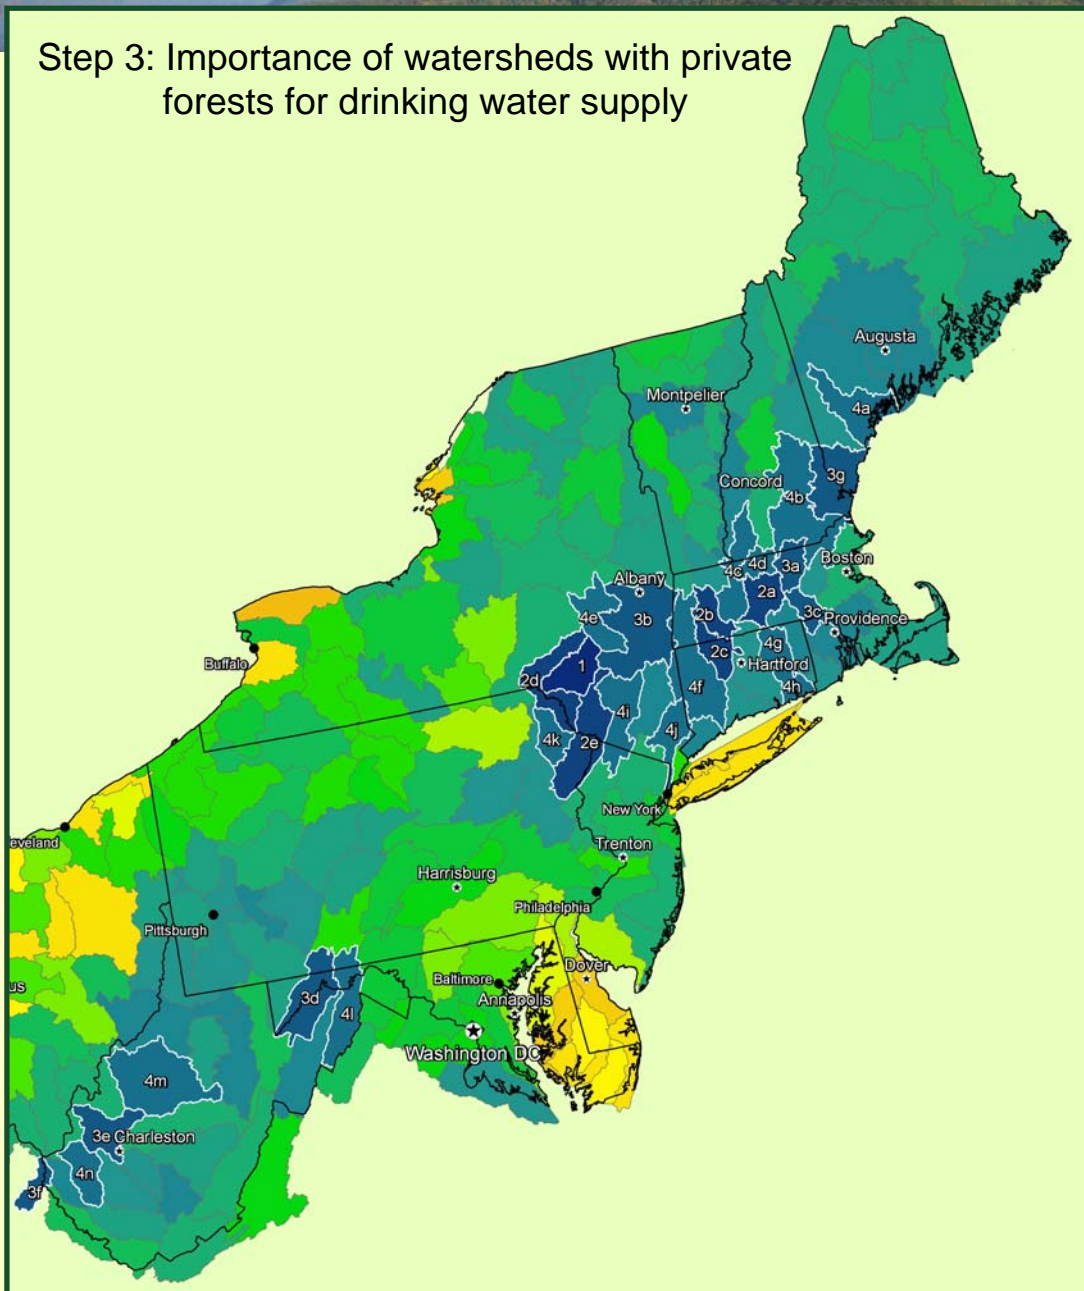 Step 3: Importance of watersheds with private
forests for drinking water supply
Augusta
Montpelier
4a
Concord
3g
4b
Boston
4d
3a
4c
Albany
2a
4e
3b
2b
3c
Providence
4g
2c
Hartford
Buffalo
1
2d
4f
4h
4i
4j
4k
2e
New York
eveland
Trenton
Harrisburg
Philadelphia
Pittsburgh
us
Baltimore
Dover
3d
Annapolis
4l
Washington DC
4m
3e Charleston
4n
3f